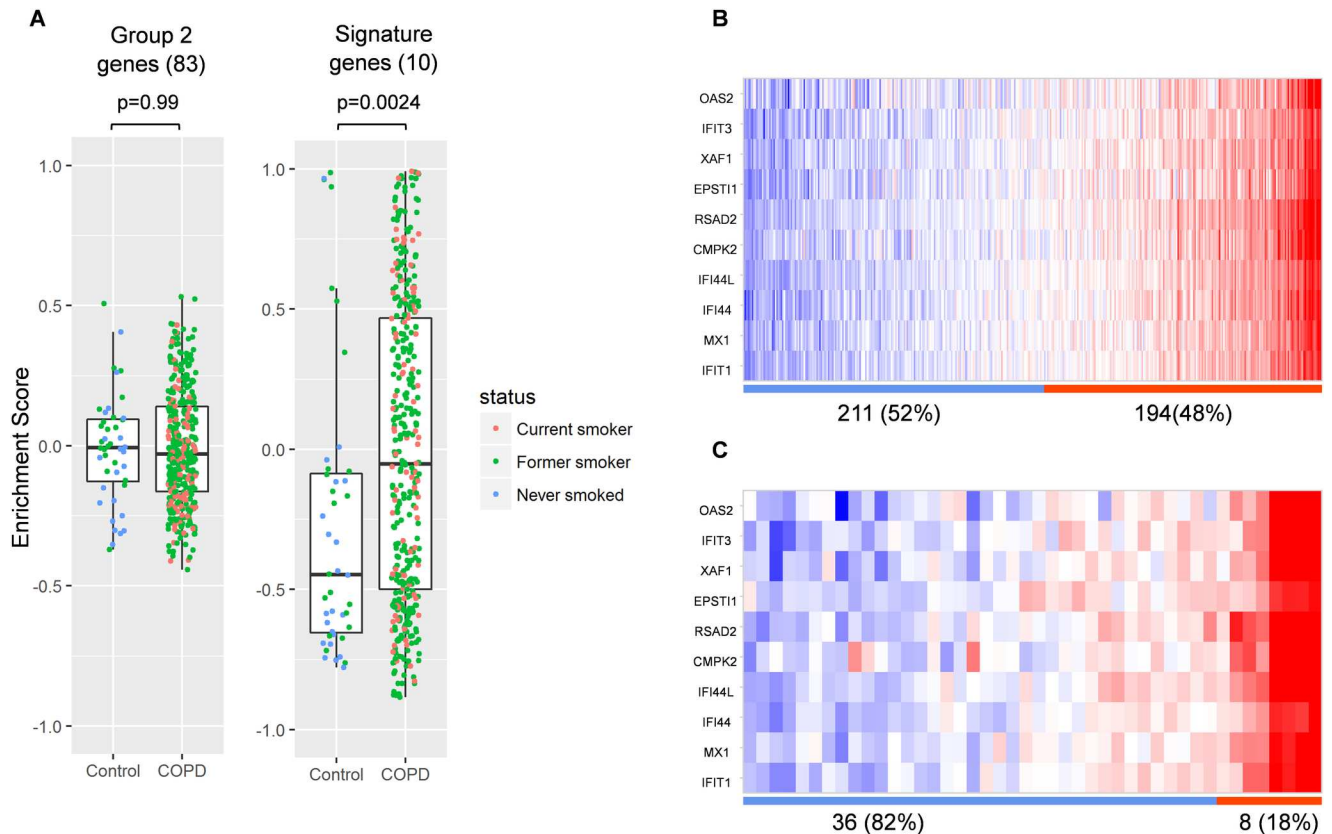 A
Group 2
genes (83)
p=0.99
Signature
genes (10)
p=0.0024
Enrichment Score
1.0
0.5
0.0
-0.5
-1.0
Control
COPD
1.0
0.5
0.0
-0.5
-1.0
Control
COPD
status
Current smoker
Former smoker
Never smoked
B
OAS2
IFIT3
XAF1
EPSTI1
RSAD2
CMPK2
IFI44L
IFI44
MX1
IFIT1
211 (52%)
194(48%)
C
OAS2
IFIT3
XAF1
EPSTI1
RSAD2
CMPK2
IFI44L
IFI44
MX1
IFIT1
36 (82%)
8 (18%)